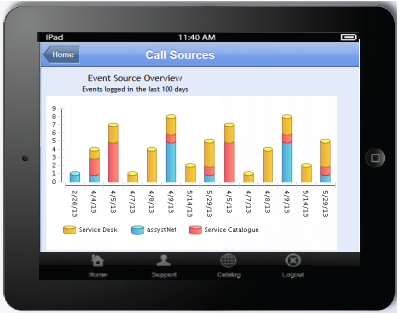 iPad 11:40 AM
Home Call Sources
Event Source Overview
Events logged in the last 100 days
9
8
7
6
5
4
3
2
1
0
2/26/13 4/4/13 4/5/13 4/7/13 4/8/13 4/9/13 5/14/13 5/29/13 4/5/13 4/7/13 4/8/13 4/9/13 5/14/13 5/29/13
Service Desk assystNet Service Catalogue
Home Support Catalog Logout